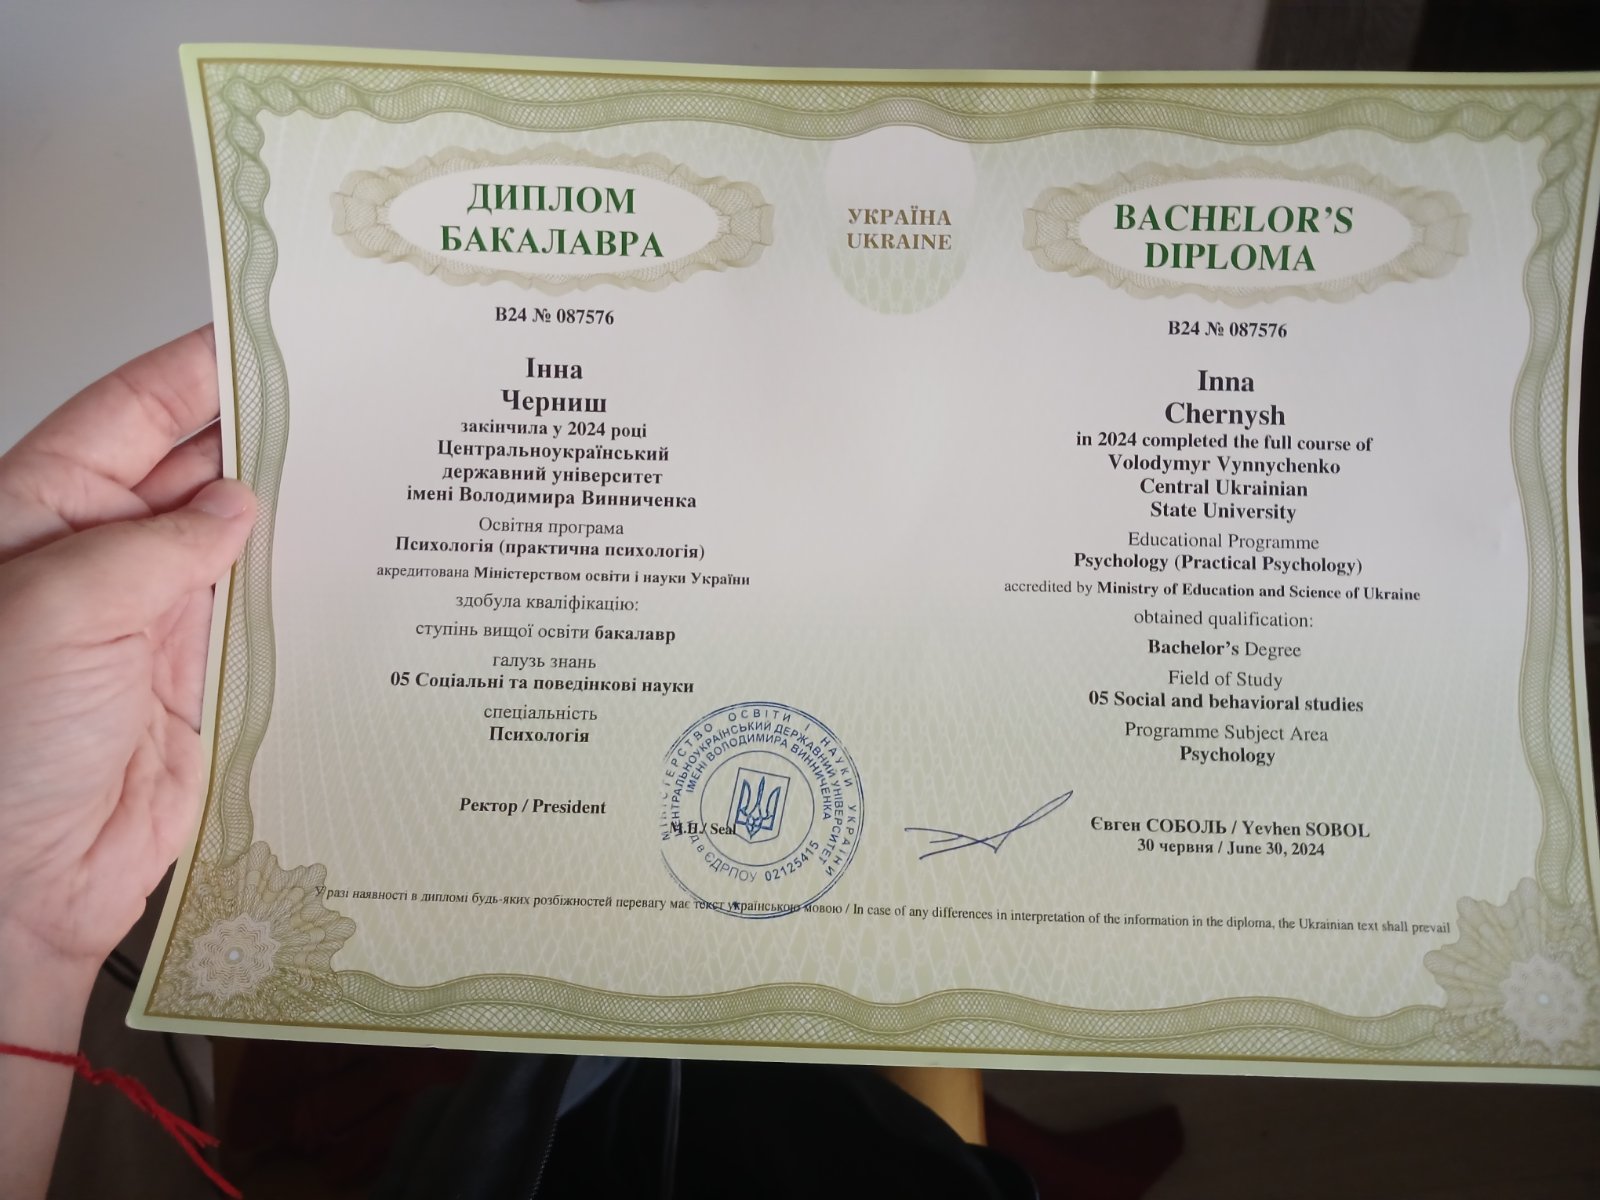 ДИПЛОМ
БАКАЛАВРА
В24 № 087576
Інна
Черниш
закінчила у 2024 році
Центральноукраїнський
державний університет
імені Володимира Винниченка
Освітня програма
Психологія (практична психологія)
акредитована Міністерством освіти і науки України
здобула кваліфікацію:
ступінь вищої освіти бакалавр
галузь знань
05 Соціальні та поведінкові науки
спеціальність
Психологія
Ректор / President
М.П./ Seal
МІНІСТЕРСТВО ОСВІТИ І НАУКИ УКРАЇНИ
ЦЕНТРАЛЬНОУКРАЇНСЬКИЙ ДЕРЖАВНИЙ УНІВЕРСИТЕТ
ІМЕНІ ВОЛОДИМИРА ВИННИЧЕНКА
код в ЄДРПОУ 02125415
УКРАЇНА
UKRAINE
BACHELOR'S
DIPLOMA
B24 № 087576
Inna
Chernysh
in 2024 completed the full course of
Volodymyr Vynnychenko
Central Ukrainian
State University
Educational Programme
Psychology (Practical Psychology)
accredited by Ministry of Education and Science of Ukraine
obtained qualification:
Bachelor's Degree
Field of Study
05 Social and behavioral studies
Programme Subject Area
Psychology
Євген СОБОЛЬ / Yevhen SOBOL
30 червня / June 30, 2024
У разі наявності в дипломі будь-яких розбіжностей перевагу має текст українською мовою / In case of any differences in interpretation of the information in the diploma, the Ukrainian text shall prevail